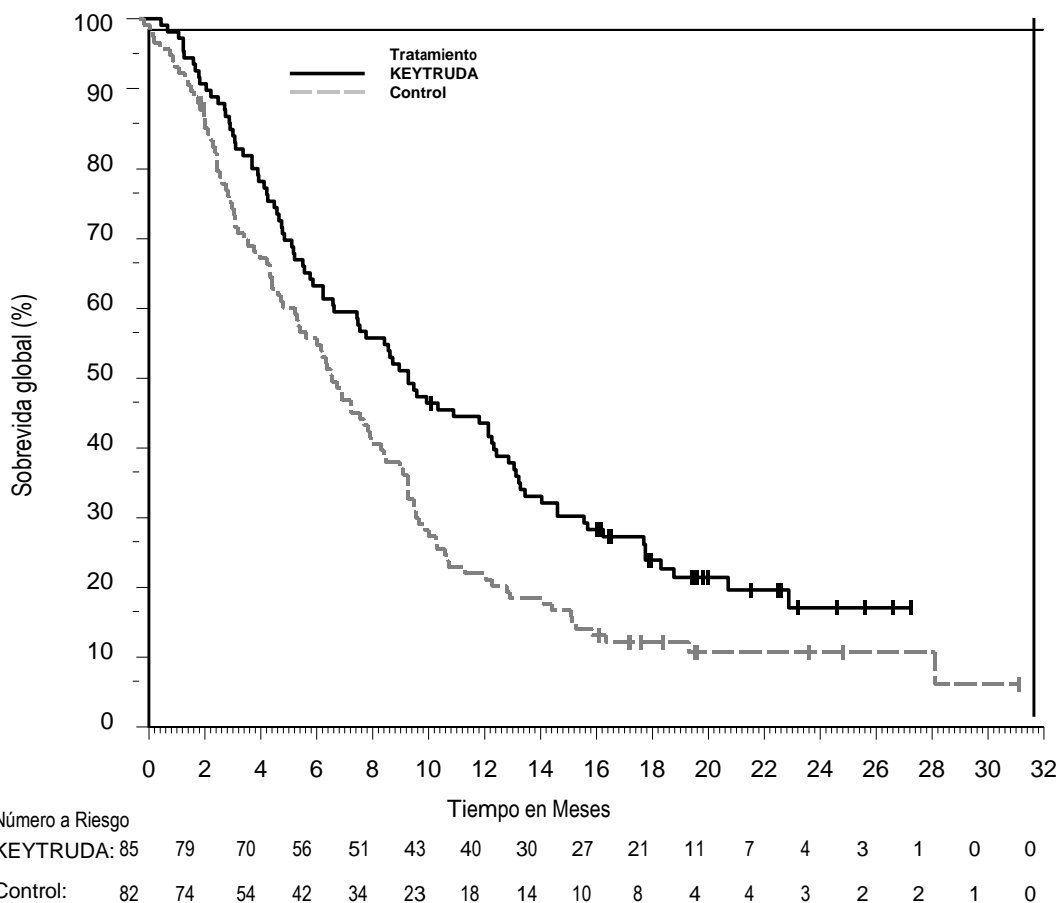 100
90
80
70
60
50
40
30
20
10
0
Sobrevida global (%)
Tratamiento
KEYTRUDA
Control
0 2 4 6 8 10 12 14 16 18 20 22 24 26 28 30 32
Tiempo en Meses
Número a Riesgo
KEYTRUDA: 85 79 70 56 51 43 40 30 27 21 11 7 4 3 1 0 0
Control: 82 74 54 42 34 23 18 14 10 8 4 4 3 2 2 1 0